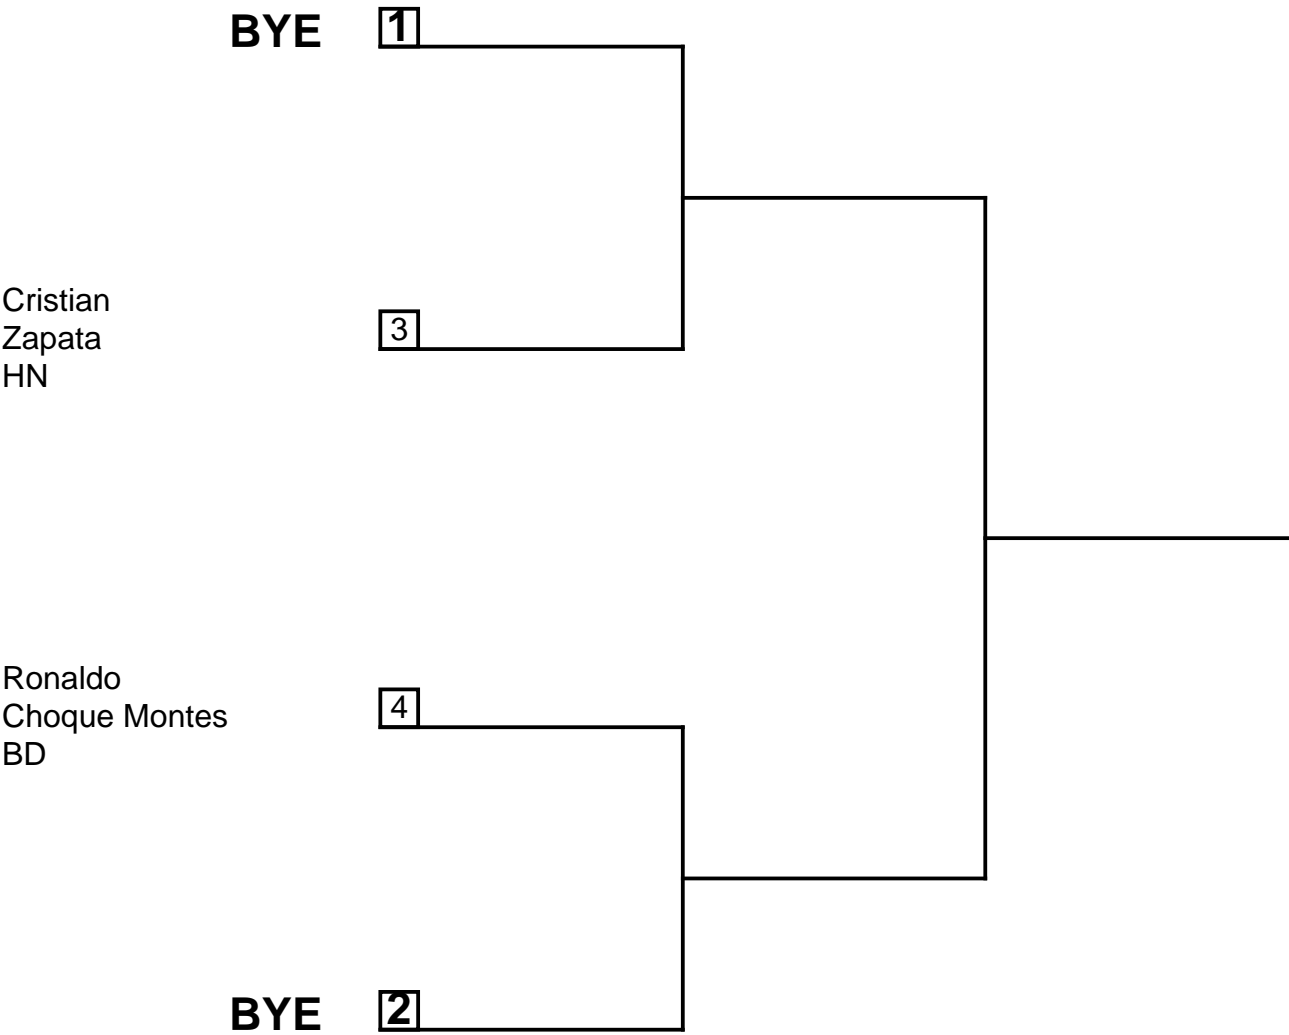 BYE 1
Cristian
Zapata
HN
3
Ronaldo
Choque Montes
BD
4
BYE 2